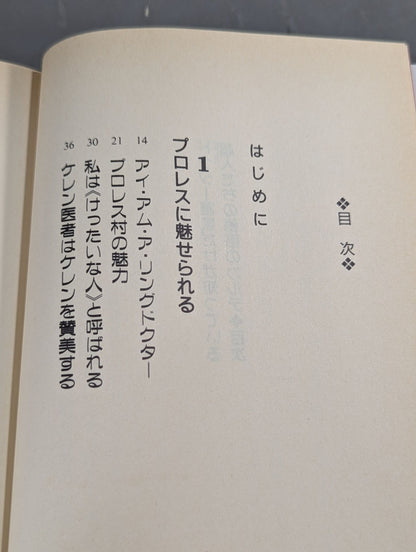 ❖目次❖
はじめに
1
プロレスに魅せられる
14 アイ・アム・ア・リングドクター
21 プロレス村の魅力
30 私は《けったいな人》と呼ばれる
36 ケレン医者はケレンを賛美する